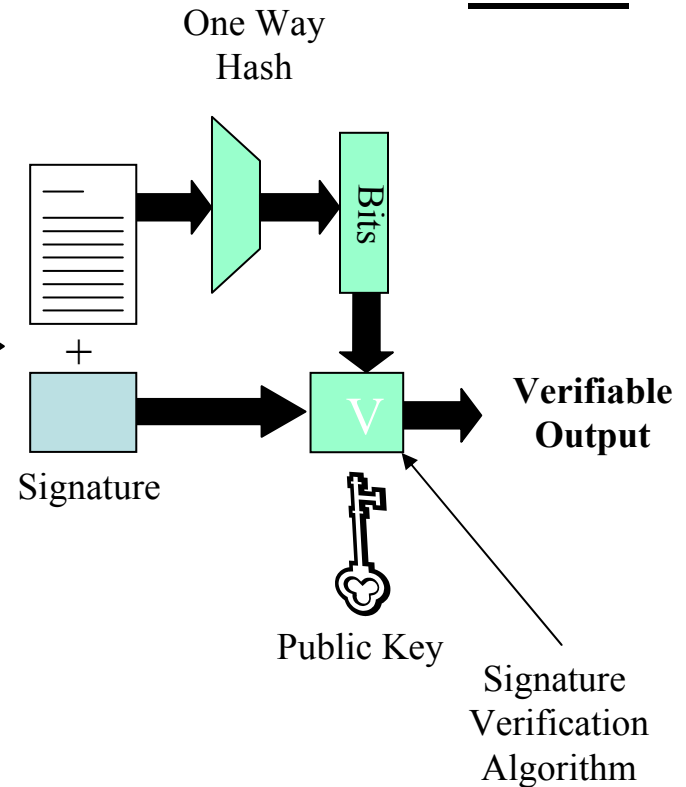 One Way
Hash
Bits
+
Signature
V
Verifiable
Output
Public Key
Signature
Verification
Algorithm